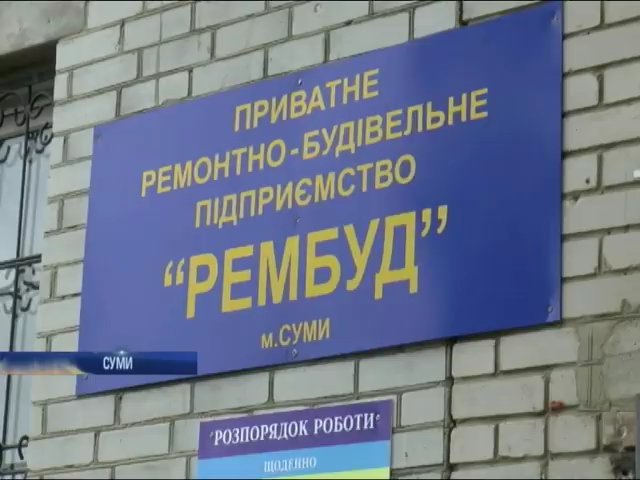 ПРИВАТНЕ
РЕМОНТНО-БУДІВЕЛЬНЕ
ПІДПРИЄМСТВО
“РЕМБУД”
м.СУМИ
СУМИ
РОЗПОРЯДОК РОБОТИ
ЩОДЕННО